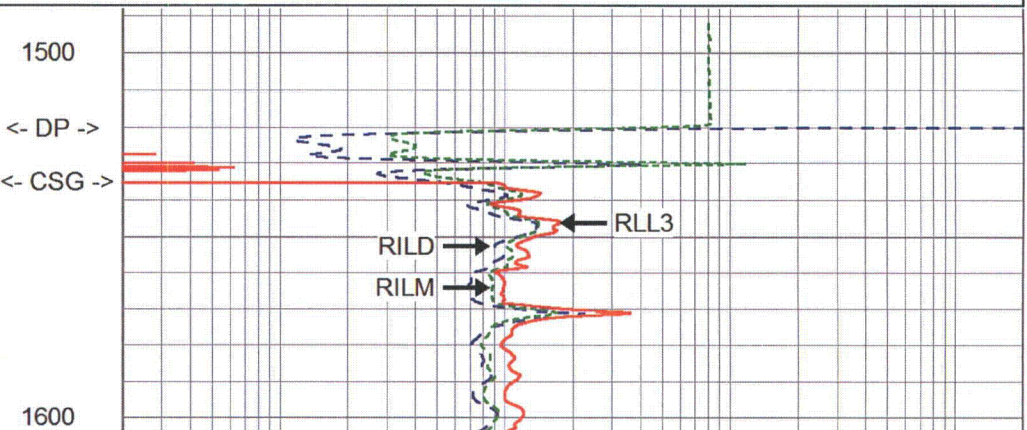 1500
<- DP ->
<- CSG ->
RLL3
RILD
RILM
1600